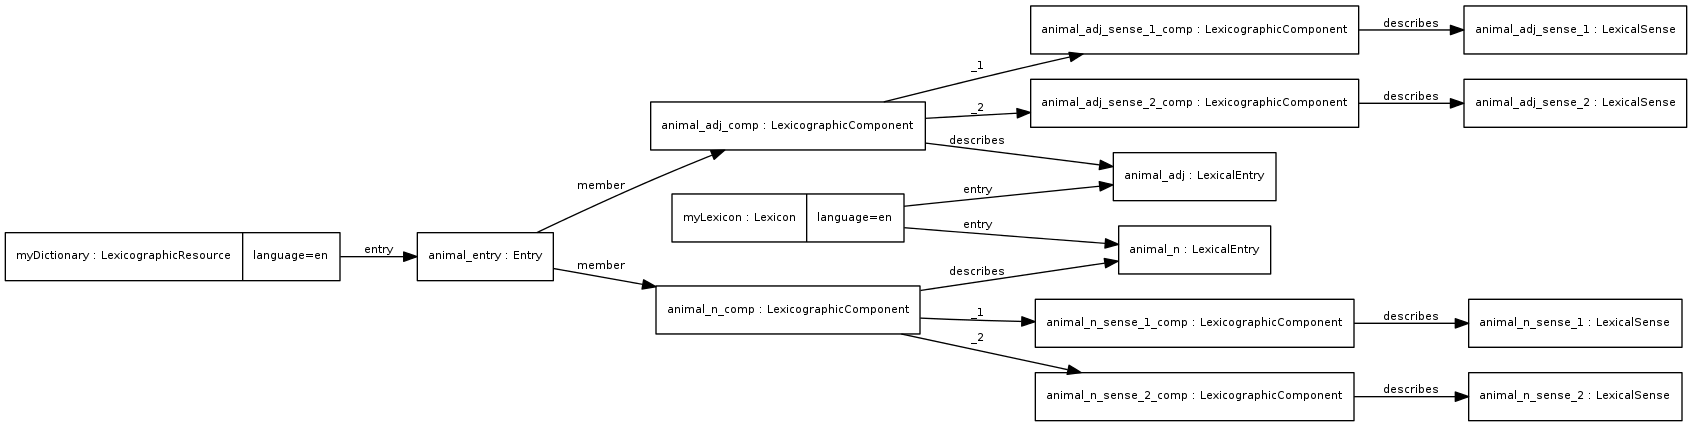 animal_adj_sense_1_comp : LexicographicComponent
describes
animal_adj_sense_1 : LexicalSense
_1
animal_adj_sense_2_comp : LexicographicComponent
describes
animal_adj_sense_2 : LexicalSense
_2
animal_adj_comp : LexicographicComponent
describes
animal_adj : LexicalEntry
member
entry
myLexicon : Lexicon
language=en
entry
animal_n : LexicalEntry
myDictionary : LexicographicResource
language=en
entry
animal_entry : Entry
member
describes
animal_n_comp : LexicographicComponent
_1
animal_n_sense_1_comp : LexicographicComponent
describes
animal_n_sense_1 : LexicalSense
_2
animal_n_sense_2_comp : LexicographicComponent
describes
animal_n_sense_2 : LexicalSense